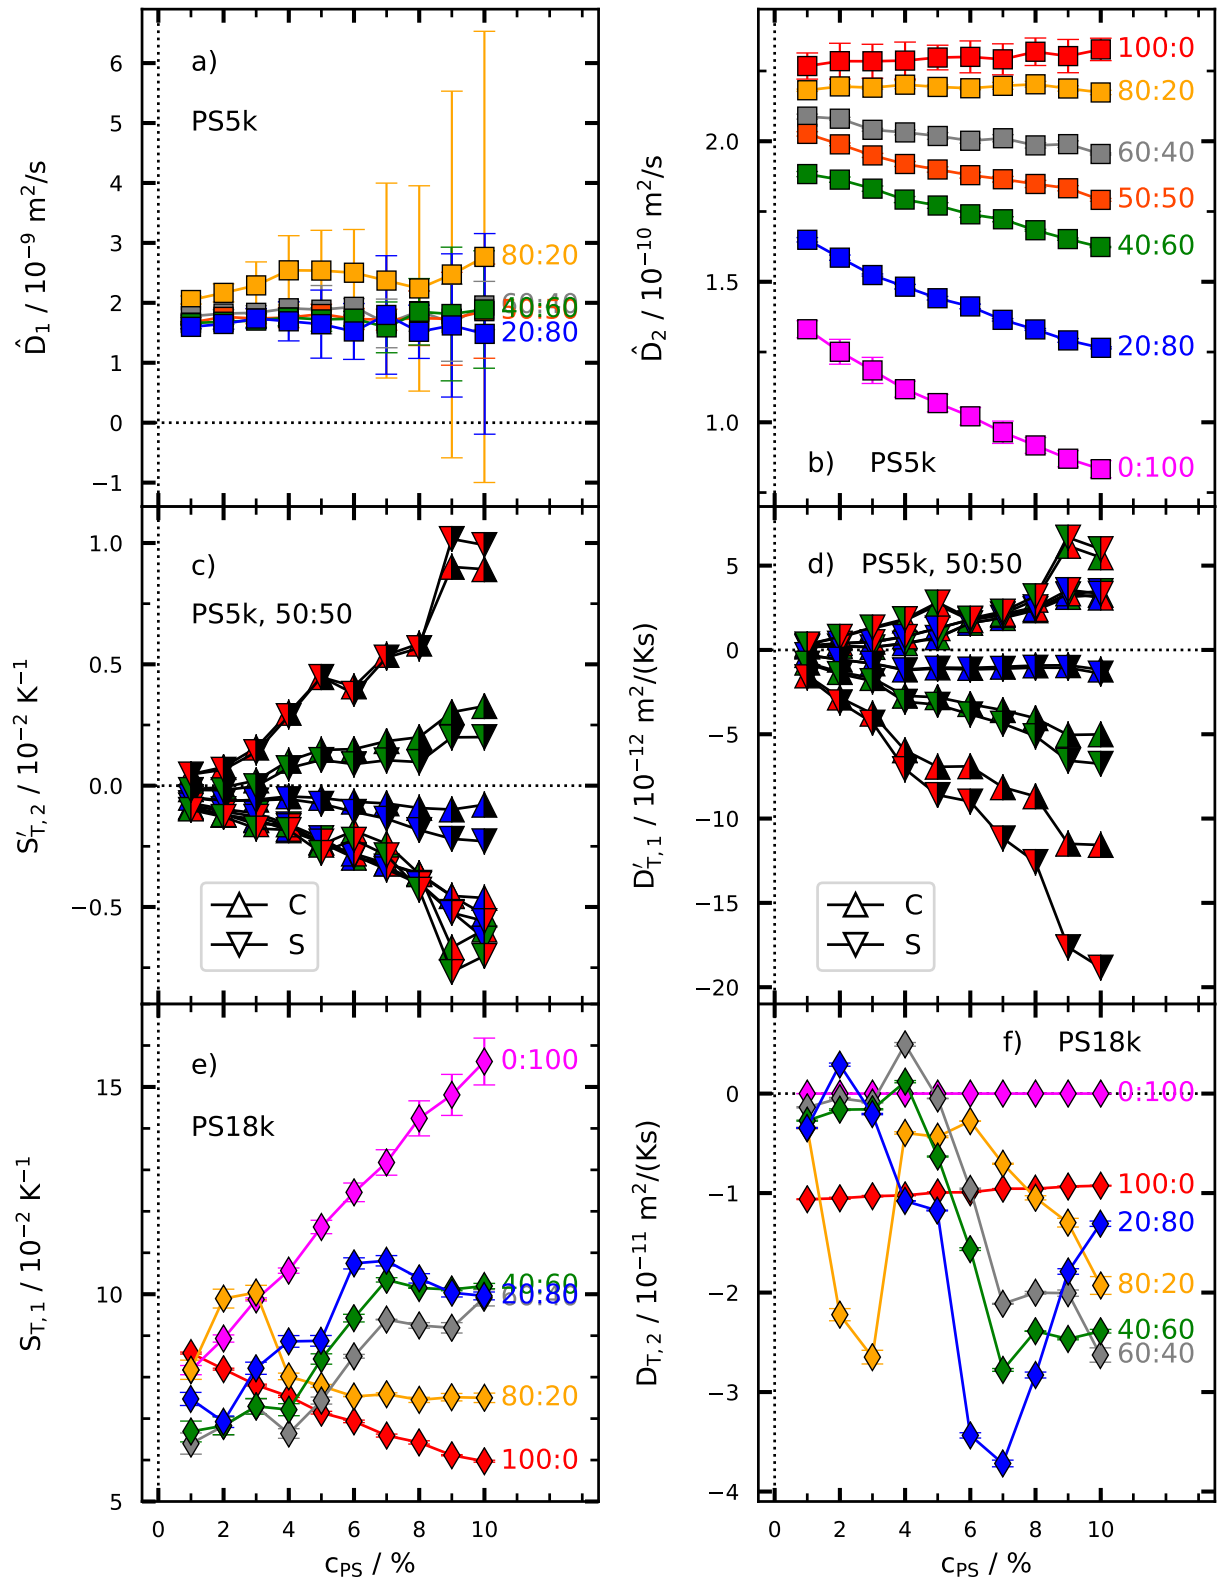 a)
PS5k
80:20
60:40
50:50
40:60
20:80
6
5
4
3
2
1
0
−1
D̂1 / 10−9 m2/s
100:0
80:20
60:40
50:50
40:60
20:80
0:100
b) PS5k
2.0
1.5
1.0
D̂2 / 10−10 m2/s
c)
PS5k, 50:50
C
S
1.0
0.5
0.0
−0.5
S′T,2 / 10−2 K−1
d) PS5k, 50:50
C
S
5
0
−5
−10
−15
−20
D′T,1 / 10−12 m2/(Ks)
e)
PS18k
0:100
40:60
20:80
60:40
80:20
100:0
15
10
5
ST,1 / 10−2 K−1
0 2 4 6 8 10
cPS / %
f) PS18k
0:100
100:0
20:80
80:20
40:60
60:40
0
−1
−2
−3
−4
DT,2 / 10−11 m2/(Ks)
0 2 4 6 8 10
cPS / %